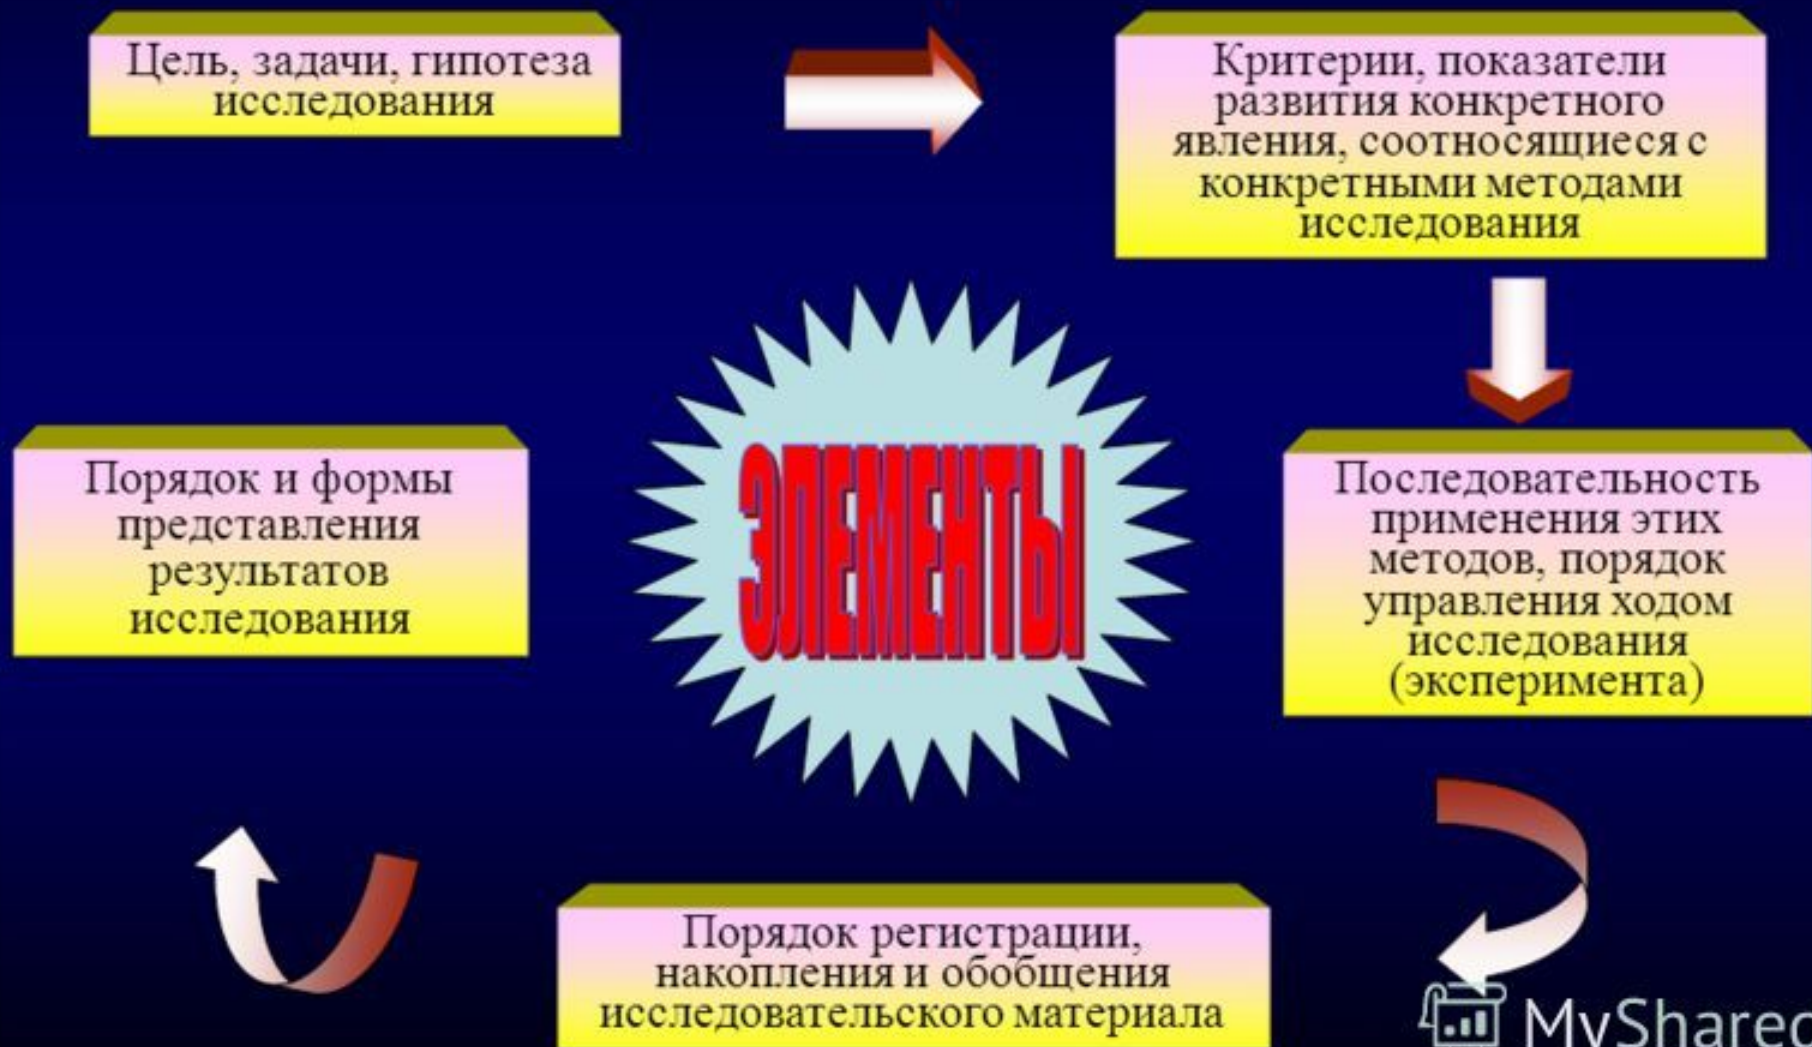 Цель, задачи, гипотеза
исследования
Критерии, показатели
развития конкретного
явления, соотносящиеся с
конкретными методами
исследования
ЭЛЕМЕНТЫ
Последовательность
применения этих
методов, порядок
управления ходом
исследования
(эксперимента)
Порядок регистрации,
накопления и обобщения
исследовательского материала
Порядок и формы
представления
результатов
исследования
MyShared